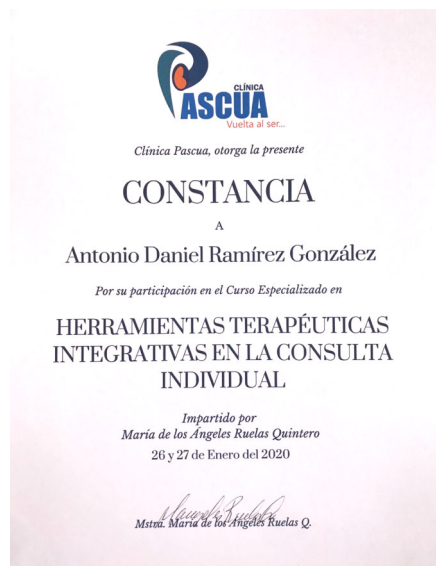 CLÍNICA
PASCUA
Vuelta al ser...
Clínica Pascua, otorga la presente
CONSTANCIA
A
Antonio Daniel Ramírez González
Por su participación en el Curso Especializado en
HERRAMIENTAS TERAPÉUTICAS
INTEGRATIVAS EN LA CONSULTA
INDIVIDUAL
Impartido por
María de los Ángeles Ruelas Quintero
26 y 27 de Enero del 2020
Mstra. María de los Ángeles Ruelas Q.